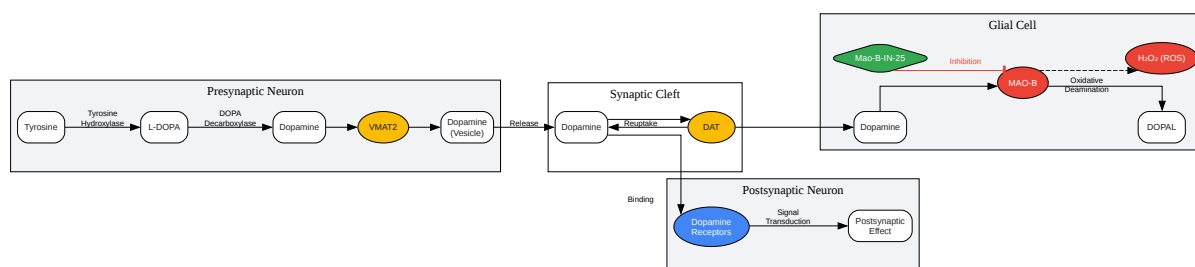 Glial Cell
Mao-B-IN-25
Inhibition
H₂O₂ (ROS)
MAO-B
Oxidative
Deamination
Dopamine
DOPAL
Presynaptic Neuron
Tyrosine
Tyrosine
Hydroxylase
L-DOPA
DOPA
Decarboxylase
Dopamine
VMAT2
Dopamine
(Vesicle)
Release
Synaptic Cleft
Dopamine
Reuptake
DAT
Binding
Postsynaptic Neuron
Dopamine
Receptors
Signal
Transduction
Postsynaptic
Effect